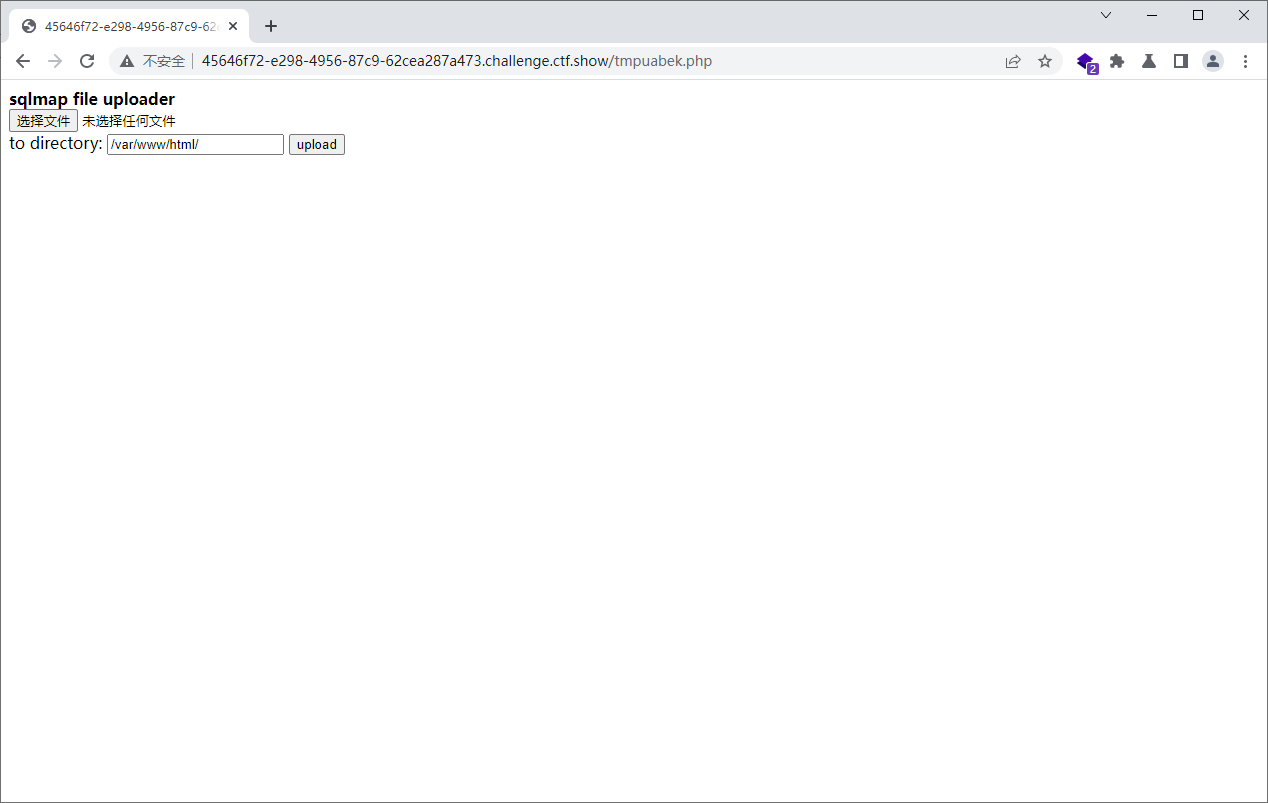 45646f72-e298-4956-87c9-62c
不安全 45646f72-e298-4956-87c9-62cea287a473.challenge.ctf.show/tmpuabek.php
2
sqlmap file uploader
选择文件 未选择任何文件
to directory: /var/www/html/ upload